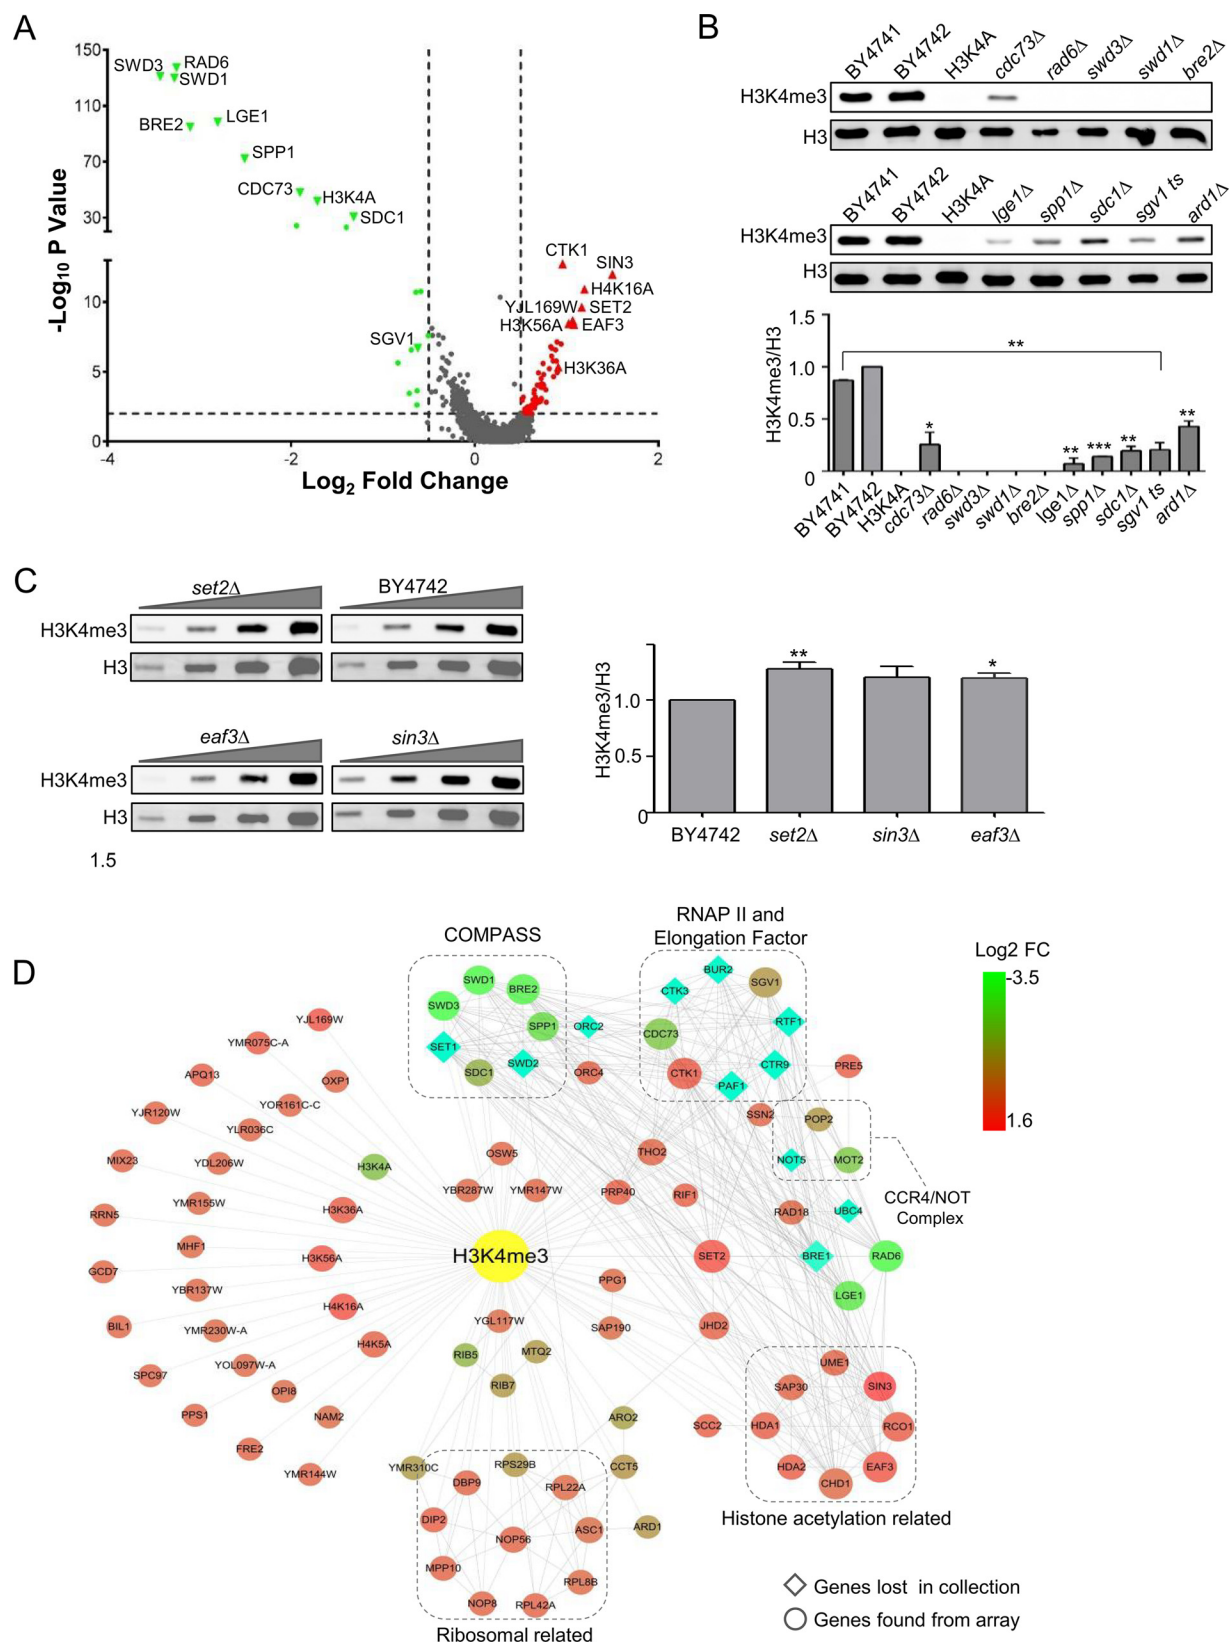 A
150
110
70
30
10
5
0
-4
-2
0
2
-Log10 P Value
Log2 Fold Change
SWD3
RAD6
SWD1
BRE2
LGE1
SPP1
CDC73
H3K4A
SDC1
SGV1
CTK1
SIN3
H4K16A
YJL169W
SET2
H3K56A
EAF3
H3K36A
B
BY4741
BY4742
H3K4A
cdc73Δ
rad6Δ
swd3Δ
swd1Δ
bre2Δ
H3K4me3
H3
BY4741
BY4742
H3K4A
lge1Δ
spp1Δ
sdc1Δ
sgv1 ts
ard1Δ
H3K4me3
H3
H3K4me3/H3
1.5
1.0
0.5
0
**
*
**
***
**
**
BY4741
BY4742
H3K4A
cdc73Δ
rad6Δ
swd3Δ
swd1Δ
bre2Δ
lge1Δ
spp1Δ
sdc1Δ
sgv1 ts
ard1Δ
C
set2Δ
BY4742
H3K4me3
H3
eaf3Δ
sin3Δ
H3K4me3
H3
1.5
H3K4me3/H3
1.0
0.5
0
**
*
BY4742
set2Δ
sin3Δ
eaf3Δ
D
COMPASS
RNAP II and
Elongation Factor
Log2 FC
-3.5
1.6
SWD1
BRE2
SWD3
SPP1
SET1
SWD2
SDC1
ORC2
ORC4
BUR2
CTK3
SGV1
CDC73
RTF1
CTK1
CTR9
PAF1
PRE5
SSN2
POP2
NOT5
MOT2
CCR4/NOT
Complex
YJL169W
YMR075C-A
APQ13
OXP1
YJR120W
YOR161C-C
YLR036C
MIX23
YDL206W
H3K4A
OSW5
THO2
YBR287W
YMR147W
PRP40
RIF1
RAD18
UBC4
YMR155W
H3K36A
RRN5
MHF1
H3K56A
H3K4me3
SET2
BRE1
RAD6
GCD7
YBR137W
PPG1
LGE1
H4K16A
BIL1
YMR230W-A
H4K5A
YGL117W
SAP190
JHD2
YOL097W-A
RIB5
MTQ2
SPC97
OPI8
RIB7
UME1
SAP30
SIN3
PPS1
NAM2
ARO2
SCC2
HDA1
RCO1
FRE2
YMR144W
YMR310C
RPS29B
CCT5
HDA2
EAF3
CHD1
Histone acetylation related
DBP9
RPL22A
DIP2
NOP56
ASC1
ARD1
MPP10
RPL8B
NOP8
RPL42A
Ribosomal related
Genes lost in collection
Genes found from array